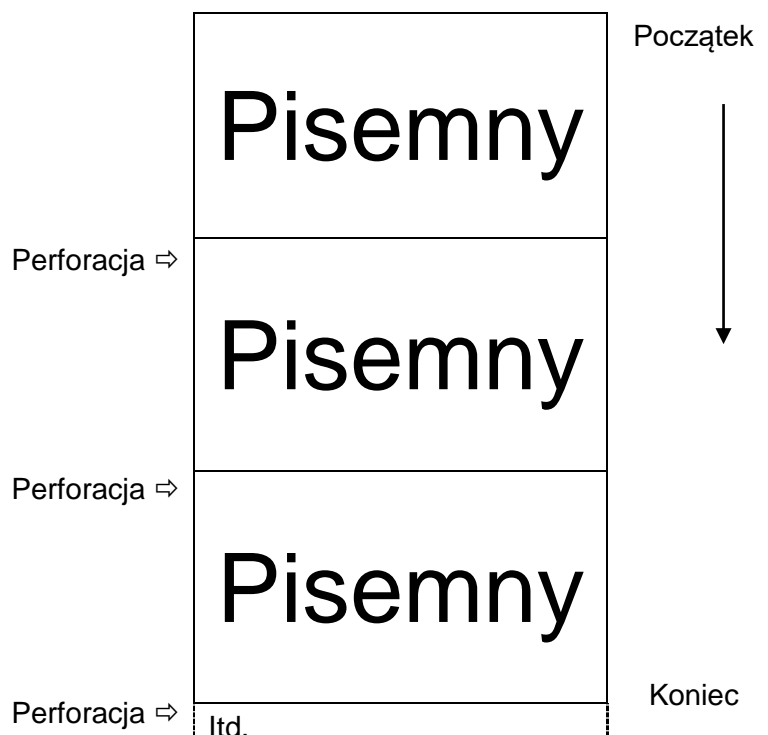 Początek
Pisemny
Perforacja ⇨
Pisemny
Perforacja ⇨
Pisemny
Koniec
Perforacja ⇨
Itd.